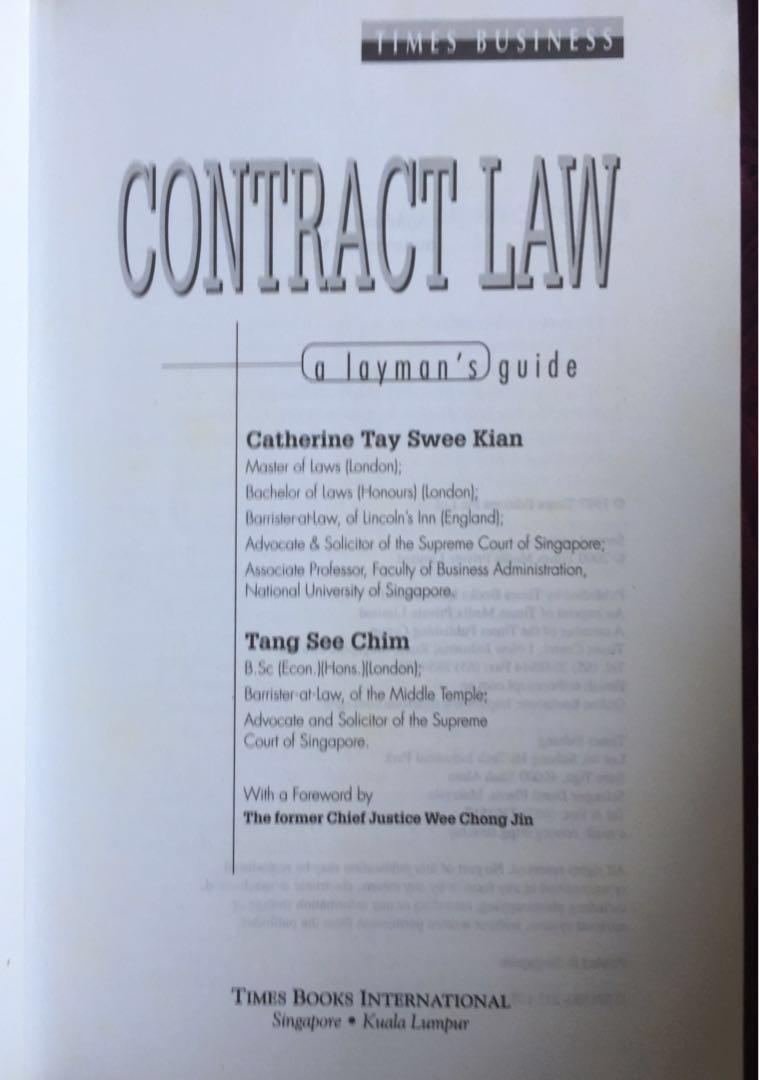 TIMES BUSINESS
CONTRACT LAW
a layman's guide
Catherine Tay Swee Kian
Master of Laws (London);
Bachelor of Laws (Honours) (London);
Barrister-at-Law, of Lincoln's Inn (England);
Advocate & Solicitor of the Supreme Court of Singapore;
Associate Professor, Faculty of Business Administration,
National University of Singapore.
Tang See Chim
B.Sc (Econ.)(Hons.)(London);
Barrister-at-Law, of the Middle Temple;
Advocate and Solicitor of the Supreme
Court of Singapore.
With a Foreword by
The former Chief Justice Wee Chong Jin
TIMES BOOKS INTERNATIONAL
Singapore • Kuala Lumpur